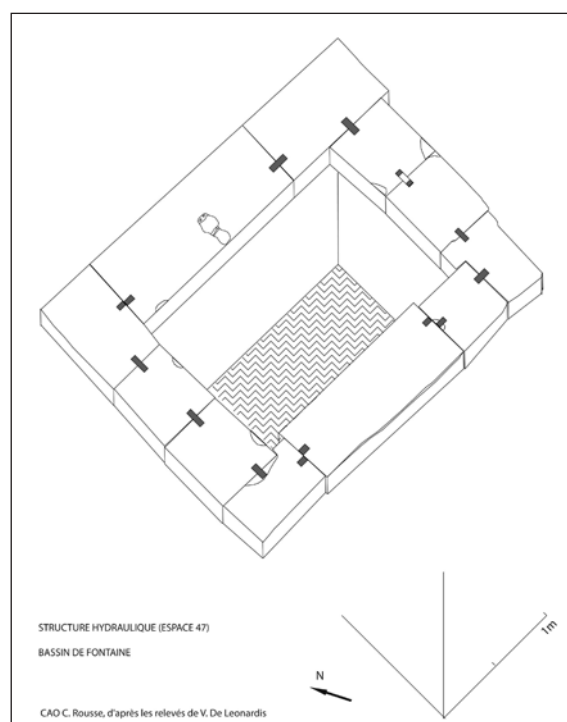 1m
STRUCTURE HYDRAULIQUE (ESPACE 47)
BASSIN DE FONTAINE
N
CAO C. Rousse, d'après les relevés de V. De Leonardis